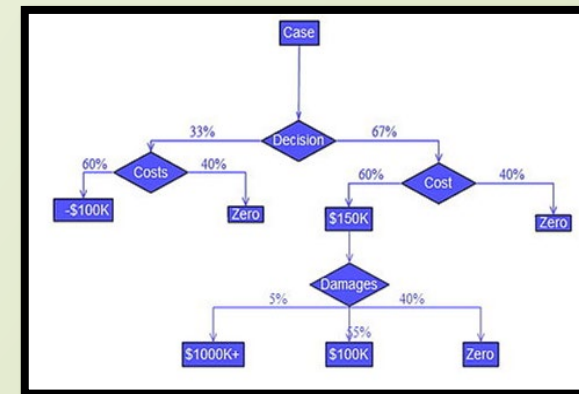 Case
33% Decision 67%
60% Costs 40%
60% Cost 40%
-$100K
Zero
$150K
Zero
Damages
5%
55%
40%
$1000K+
$100K
Zero